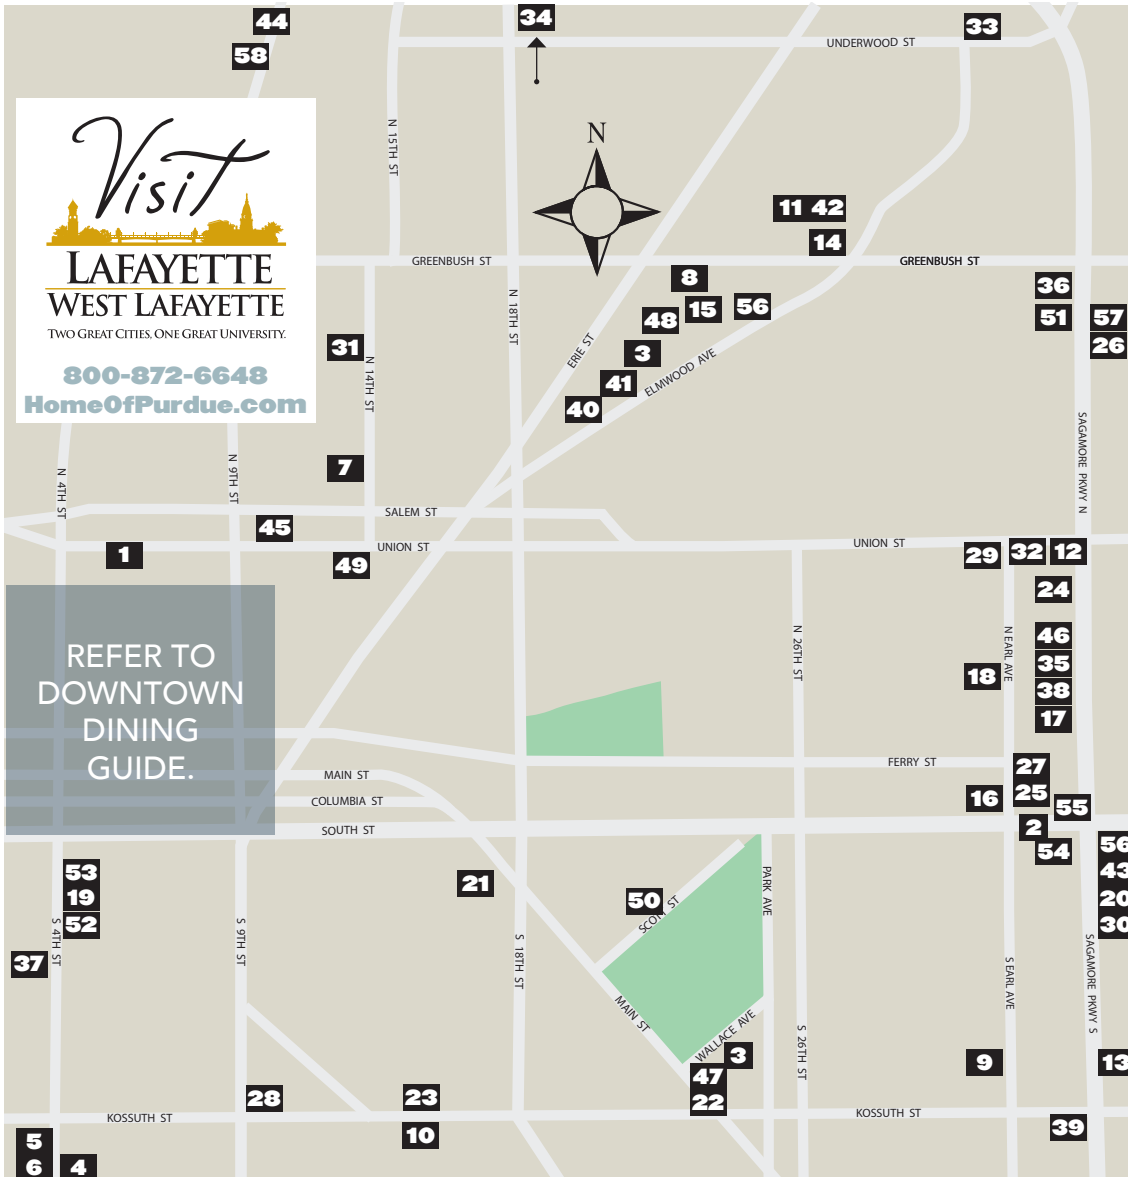 44
34
33
58
UNDERWOOD ST
N 15TH ST
N
Visit
LAFAYETTE
WEST LAFAYETTE
TWO GREAT CITIES, ONE GREAT UNIVERSITY.
800-872-6648
HomeOfPurdue.com
11 42
14
GREENBUSH ST
GREENBUSH ST
8
36
N 18TH ST
15
56
48
51
57
26
31
3
ERIE ST
ELMWOOD AVE
N 14TH ST
41
40
SAGAMORE PKWY N
N 4TH ST
N 9TH ST
7
SALEM ST
45
1
UNION ST
UNION ST
49
29
32
12
24
REFER TO
DOWNTOWN
DINING
GUIDE.
N 26TH ST
N EARL AVE
46
35
18
38
17
FERRY ST
27
MAIN ST
COLUMBIA ST
16
25
55
SOUTH ST
2
54
56
43
20
30
53
19
52
21
50
SCOTT ST
PARK AVE
37
S 4TH ST
S 9TH ST
S 18TH ST
S EARL AVE
SAGAMORE PKWY S
MAIN ST
WALLACE AVE
S 26TH ST
3
9
13
47
22
28
23
KOSSUTH ST
KOSSUTH ST
10
39
5
6
4